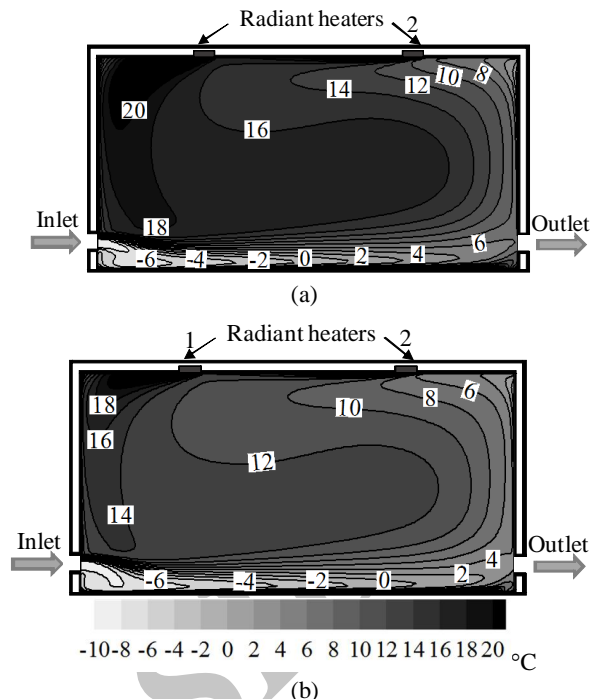 Radiant heaters 2
8
10
12
14
20
16
18
Inlet
Outlet
6
-6 -4 -2 0 2 4
(a)
1 Radiant heaters 2
18
6
8
10
16
12
14
Inlet
Outlet
4
-6 -4 -2 0 2
-10 -8 -6 -4 -2 0 2 4 6 8 10 12 14 16 18 20 °C
(b)